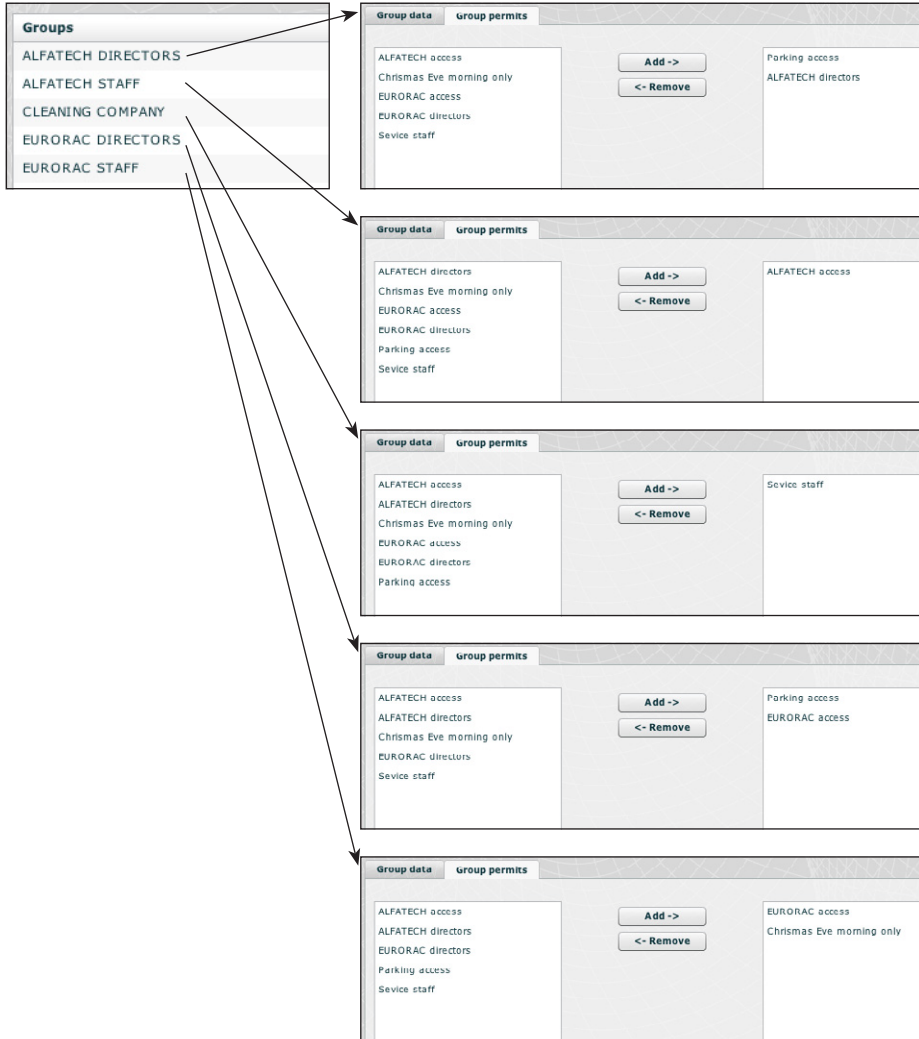 Groups
ALFATECH DIRECTORS
ALFATECH STAFF
CLEANING COMPANY
EURORAC DIRECTORS
EURORAC STAFF
Group data Group permits
ALFATECH access
Chrismas Eve morning only
EURORAC access
EURORAC directors
Sevice staff
Add ->
<- Remove
Parking access
ALFATECH directors
Group data Group permits
ALFATECH directors
Chrismas Eve morning only
EURORAC access
EURORAC directors
Parking access
Sevice staff
Add ->
<- Remove
ALFATECH access
Group data Group permits
ALFATECH access
ALFATECH directors
Chrismas Eve morning only
EURORAC access
EURORAC directors
Parking access
Add ->
<- Remove
Sevice staff
Group data Group permits
ALFATECH access
ALFATECH directors
Chrismas Eve morning only
EURORAC directors
Sevice staff
Add ->
<- Remove
Parking access
EURORAC access
Group data Group permits
ALFATECH access
ALFATECH directors
EURORAC directors
Parking access
Sevice staff
Add ->
<- Remove
EURORAC access
Chrismas Eve morning only